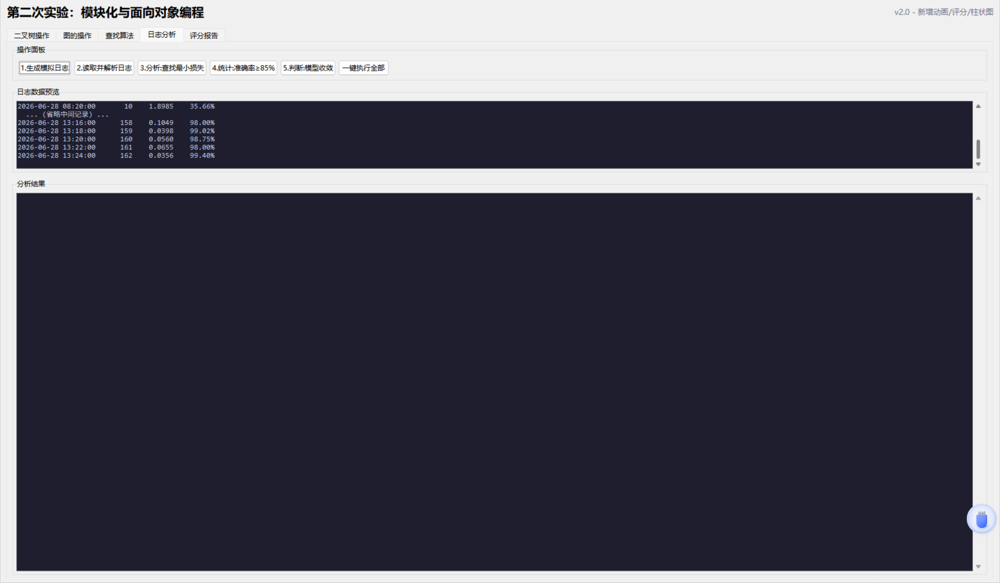 第二次实验：模块化与面向对象编程
v2.0 - 新增动画/评分/柱状图
二叉树操作 图的操作 查找算法 日志分析 评分报告
操作面板
1.生成模拟日志 2.读取并解析日志 3.分析:查找最小损失 4.统计:准确率≥85% 5.判断:模型收敛 一键执行全部
日志数据预览
2026-06-28 08:20:00 10 1.8985 35.66%
... (省略中间记录) ...
2026-06-28 13:16:00 158 0.1049 98.00%
2026-06-28 13:18:00 159 0.0398 99.02%
2026-06-28 13:20:00 160 0.0560 98.75%
2026-06-28 13:22:00 161 0.0655 98.00%
2026-06-28 13:24:00 162 0.0356 99.40%
分析结果